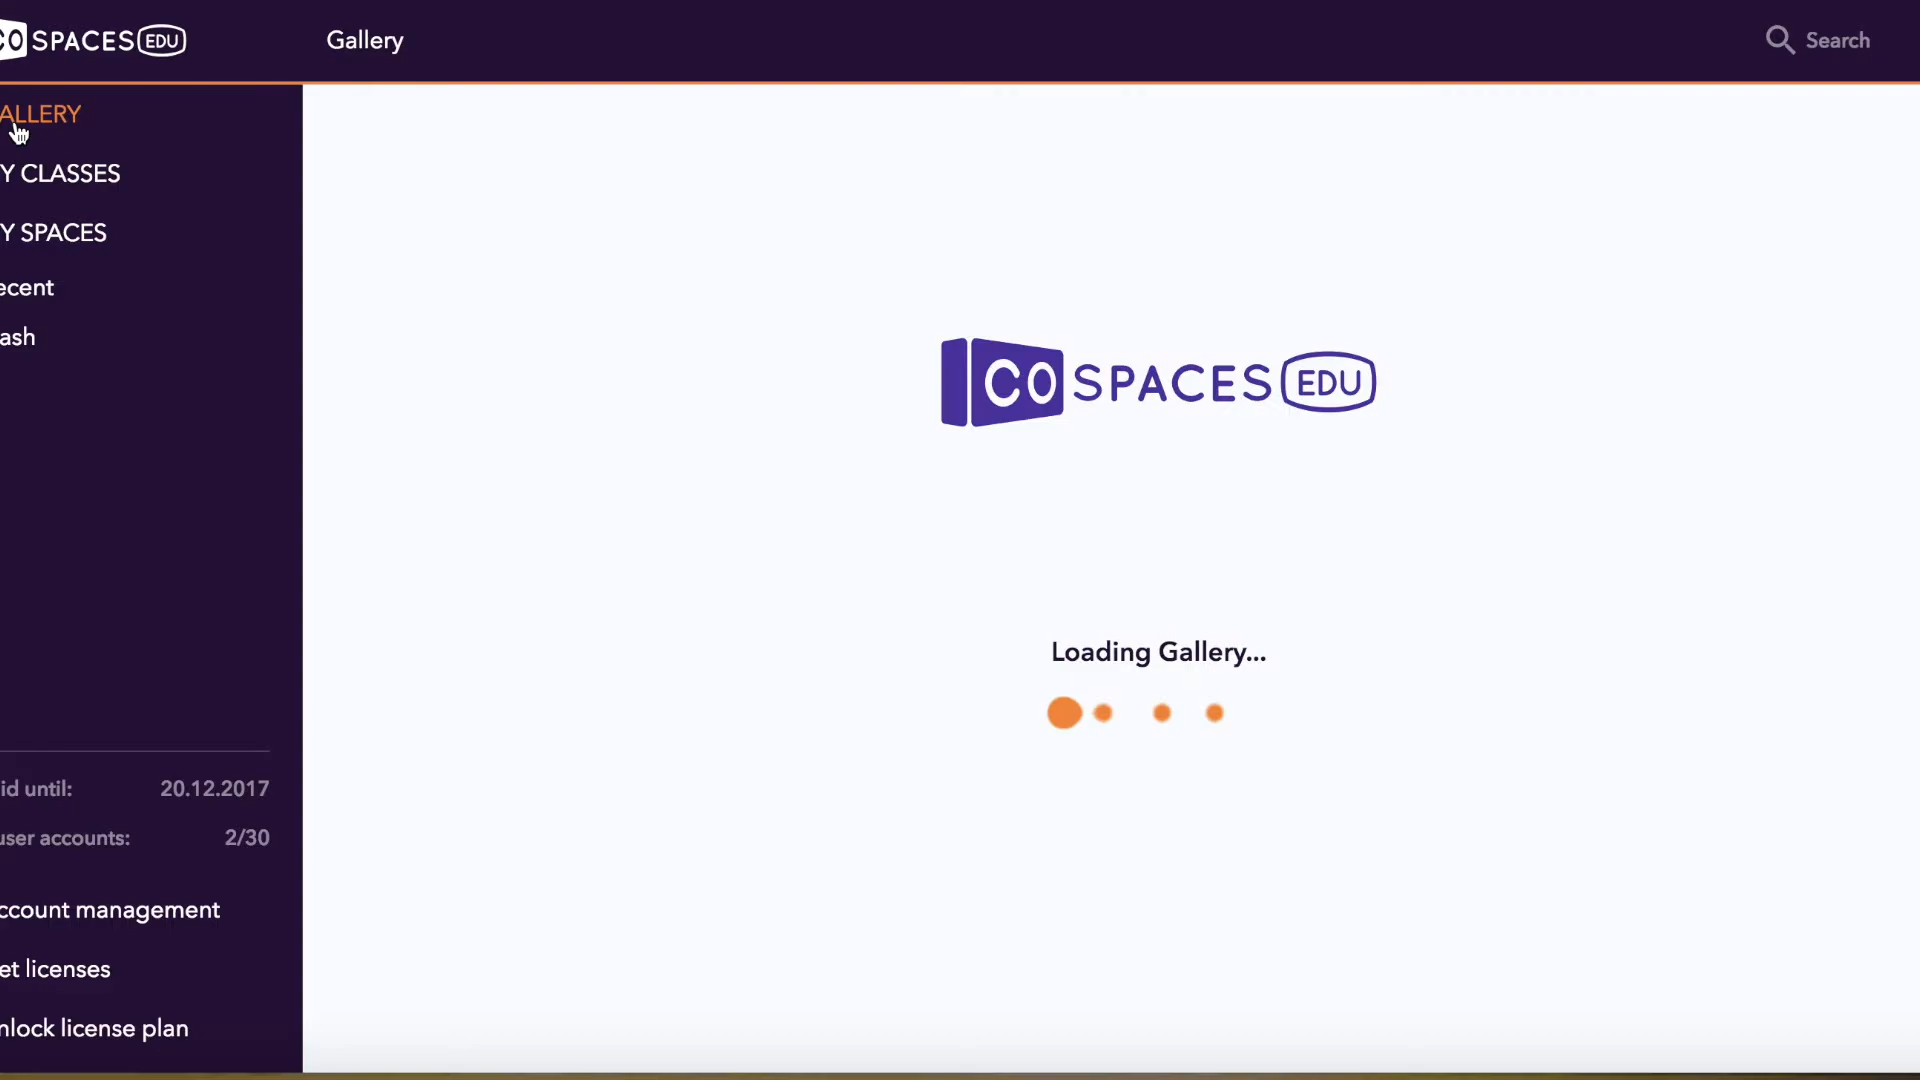 CO SPACES EDU
Gallery
Search
ALLERY
Y CLASSES
Y SPACES
ecent
ash
CO SPACES EDU
Loading Gallery...
id until: 20.12.2017
user accounts: 2/30
ccount management
et licenses
nlock license plan